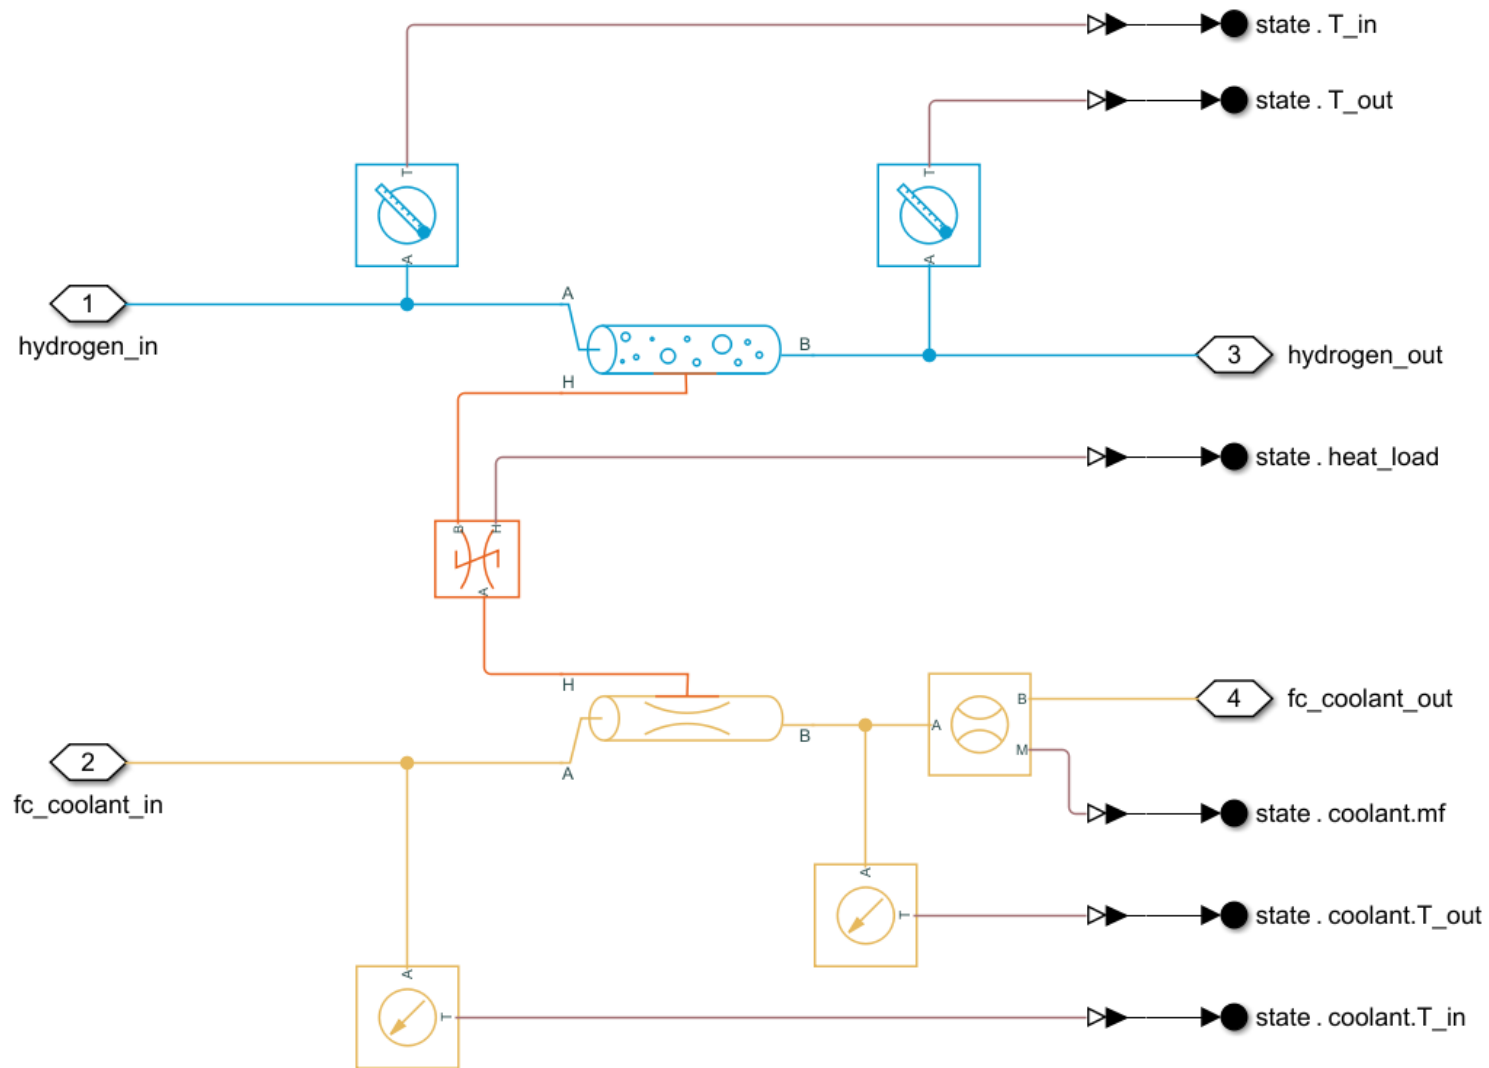 state . T_in
state . T_out
T
T
A
A
1
hydrogen_in
A
B
3
hydrogen_out
H
state . heat_load
B
H
A
H
A
B
A
B
M
4
fc_coolant_out
2
fc_coolant_in
state . coolant.mf
A
T
state . coolant.T_out
A
T
state . coolant.T_in